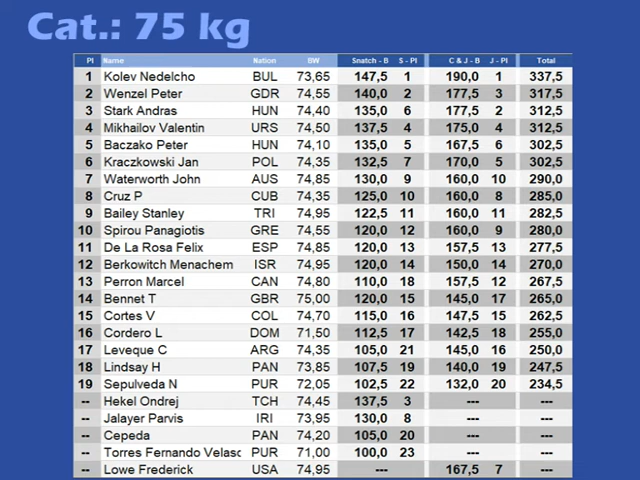 Cat.: 75 kg
Pl Name Nation BW Snatch - B S - Pl C & J - B J - Pl Total
1 Kolev Nedelcho BUL 73,65 147,5 1 190,0 1 337,5
2 Wenzel Peter GDR 74,55 140,0 2 177,5 3 317,5
3 Stark Andras HUN 74,40 135,0 6 177,5 2 312,5
4 Mikhailov Valentin URS 74,50 137,5 4 175,0 4 312,5
5 Baczako Peter HUN 74,10 135,0 5 167,5 6 302,5
6 Kraczkowski Jan POL 74,35 132,5 7 170,0 5 302,5
7 Waterworth John AUS 74,85 130,0 9 160,0 10 290,0
8 Cruz P CUB 74,35 125,0 10 160,0 8 285,0
9 Bailey Stanley TRI 74,95 122,5 11 160,0 11 282,5
10 Spirou Panagiotis GRE 74,55 120,0 12 160,0 9 280,0
11 De La Rosa Felix ESP 74,85 120,0 13 157,5 13 277,5
12 Berkowitch Menachem ISR 74,95 120,0 14 150,0 14 270,0
13 Perron Marcel CAN 74,80 110,0 18 157,5 12 267,5
14 Bennet T GBR 75,00 120,0 15 145,0 17 265,0
15 Cortes V COL 74,70 115,0 16 147,5 15 262,5
16 Cordero L DOM 71,50 112,5 17 142,5 18 255,0
17 Leveque C ARG 74,35 105,0 21 145,0 16 250,0
18 Lindsay H PAN 73,85 107,5 19 140,0 19 247,5
19 Sepulveda N PUR 72,05 102,5 22 132,0 20 234,5
-- Hekel Ondrej TCH 74,45 137,5 3 --- ---
-- Jalayer Parvis IRI 73,95 130,0 8 --- ---
-- Cepeda PAN 74,20 105,0 20 --- ---
-- Torres Fernando Velasc PUR 71,00 100,0 23 --- ---
-- Lowe Frederick USA 74,95 --- 167,5 7 ---